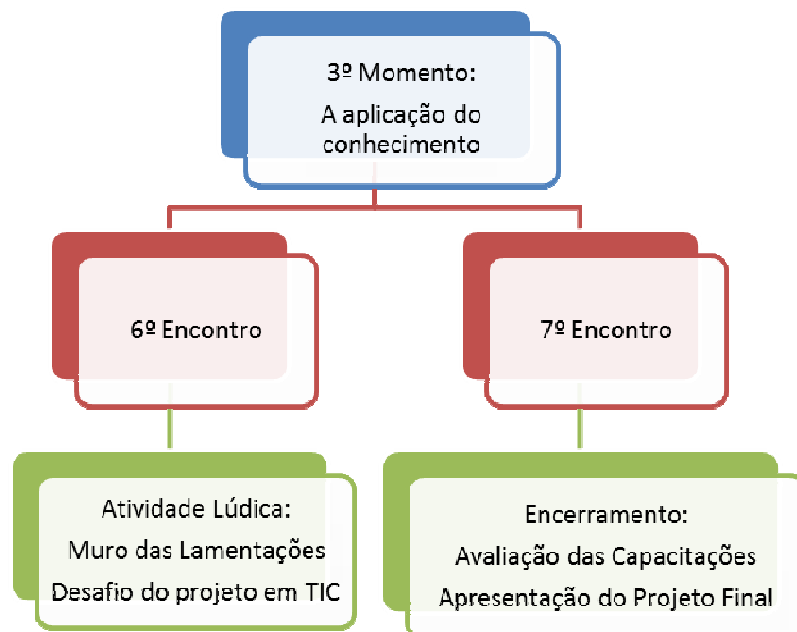 3º Momento:
A aplicação do
conhecimento
6º Encontro
7º Encontro
Atividade Lúdica:
Muro das Lamentações
Desafio do projeto em TIC
Encerramento:
Avaliação das Capacitações
Apresentação do Projeto Final